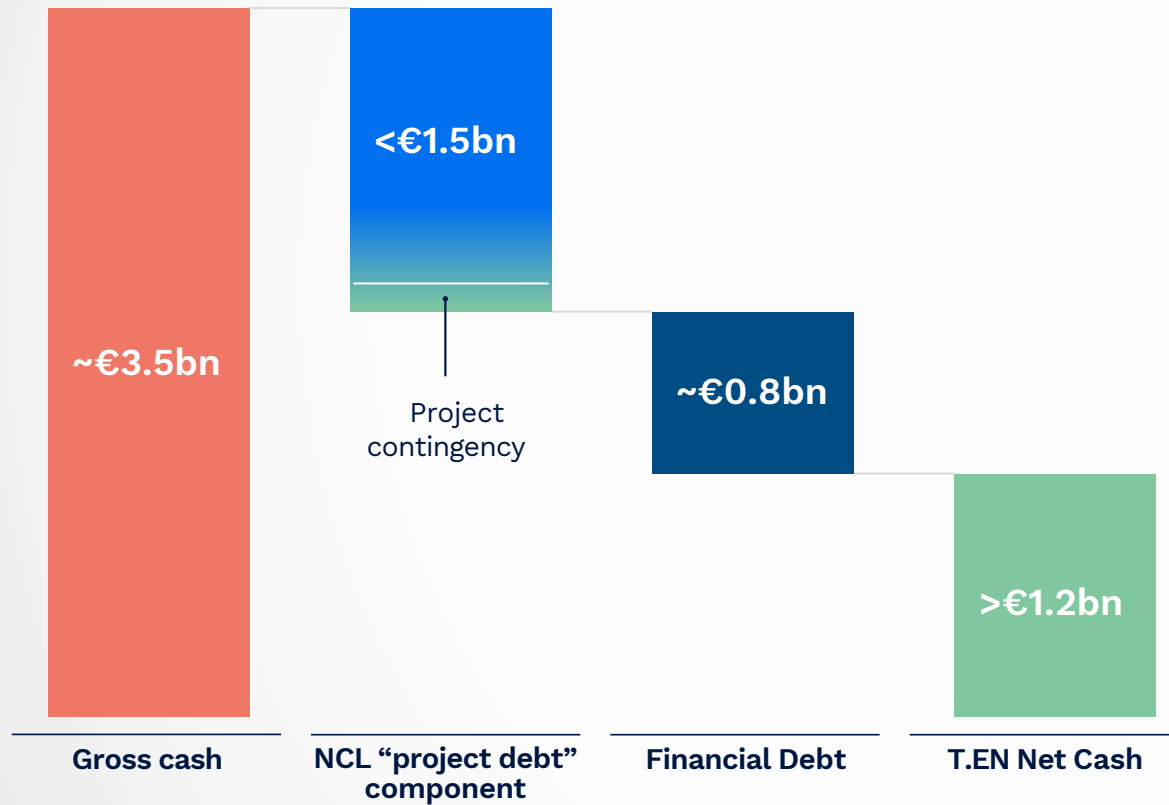 <€1.5bn
~€3.5bn
~€0.8bn
Project
contingency
>€1.2bn
Gross cash
NCL “project debt”
component
Financial Debt
T.EN Net Cash